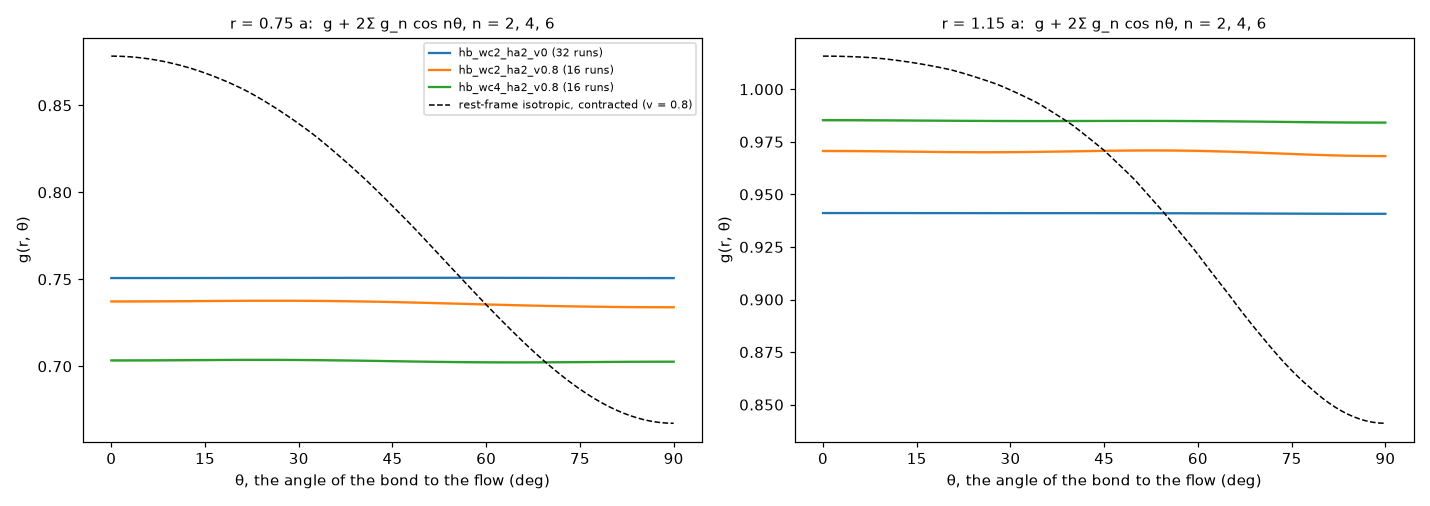 r = 0.75 a:  g + 2Σ g_n cos nθ, n = 2, 4, 6
g(r, θ)
0.85
0.80
0.75
0.70
hb_wc2_ha2_v0 (32 runs)
hb_wc2_ha2_v0.8 (16 runs)
hb_wc4_ha2_v0.8 (16 runs)
rest-frame isotropic, contracted (v = 0.8)
0 15 30 45 60 75 90
θ, the angle of the bond to the flow (deg)
r = 1.15 a:  g + 2Σ g_n cos nθ, n = 2, 4, 6
g(r, θ)
1.000
0.975
0.950
0.925
0.900
0.875
0.850
0 15 30 45 60 75 90
θ, the angle of the bond to the flow (deg)